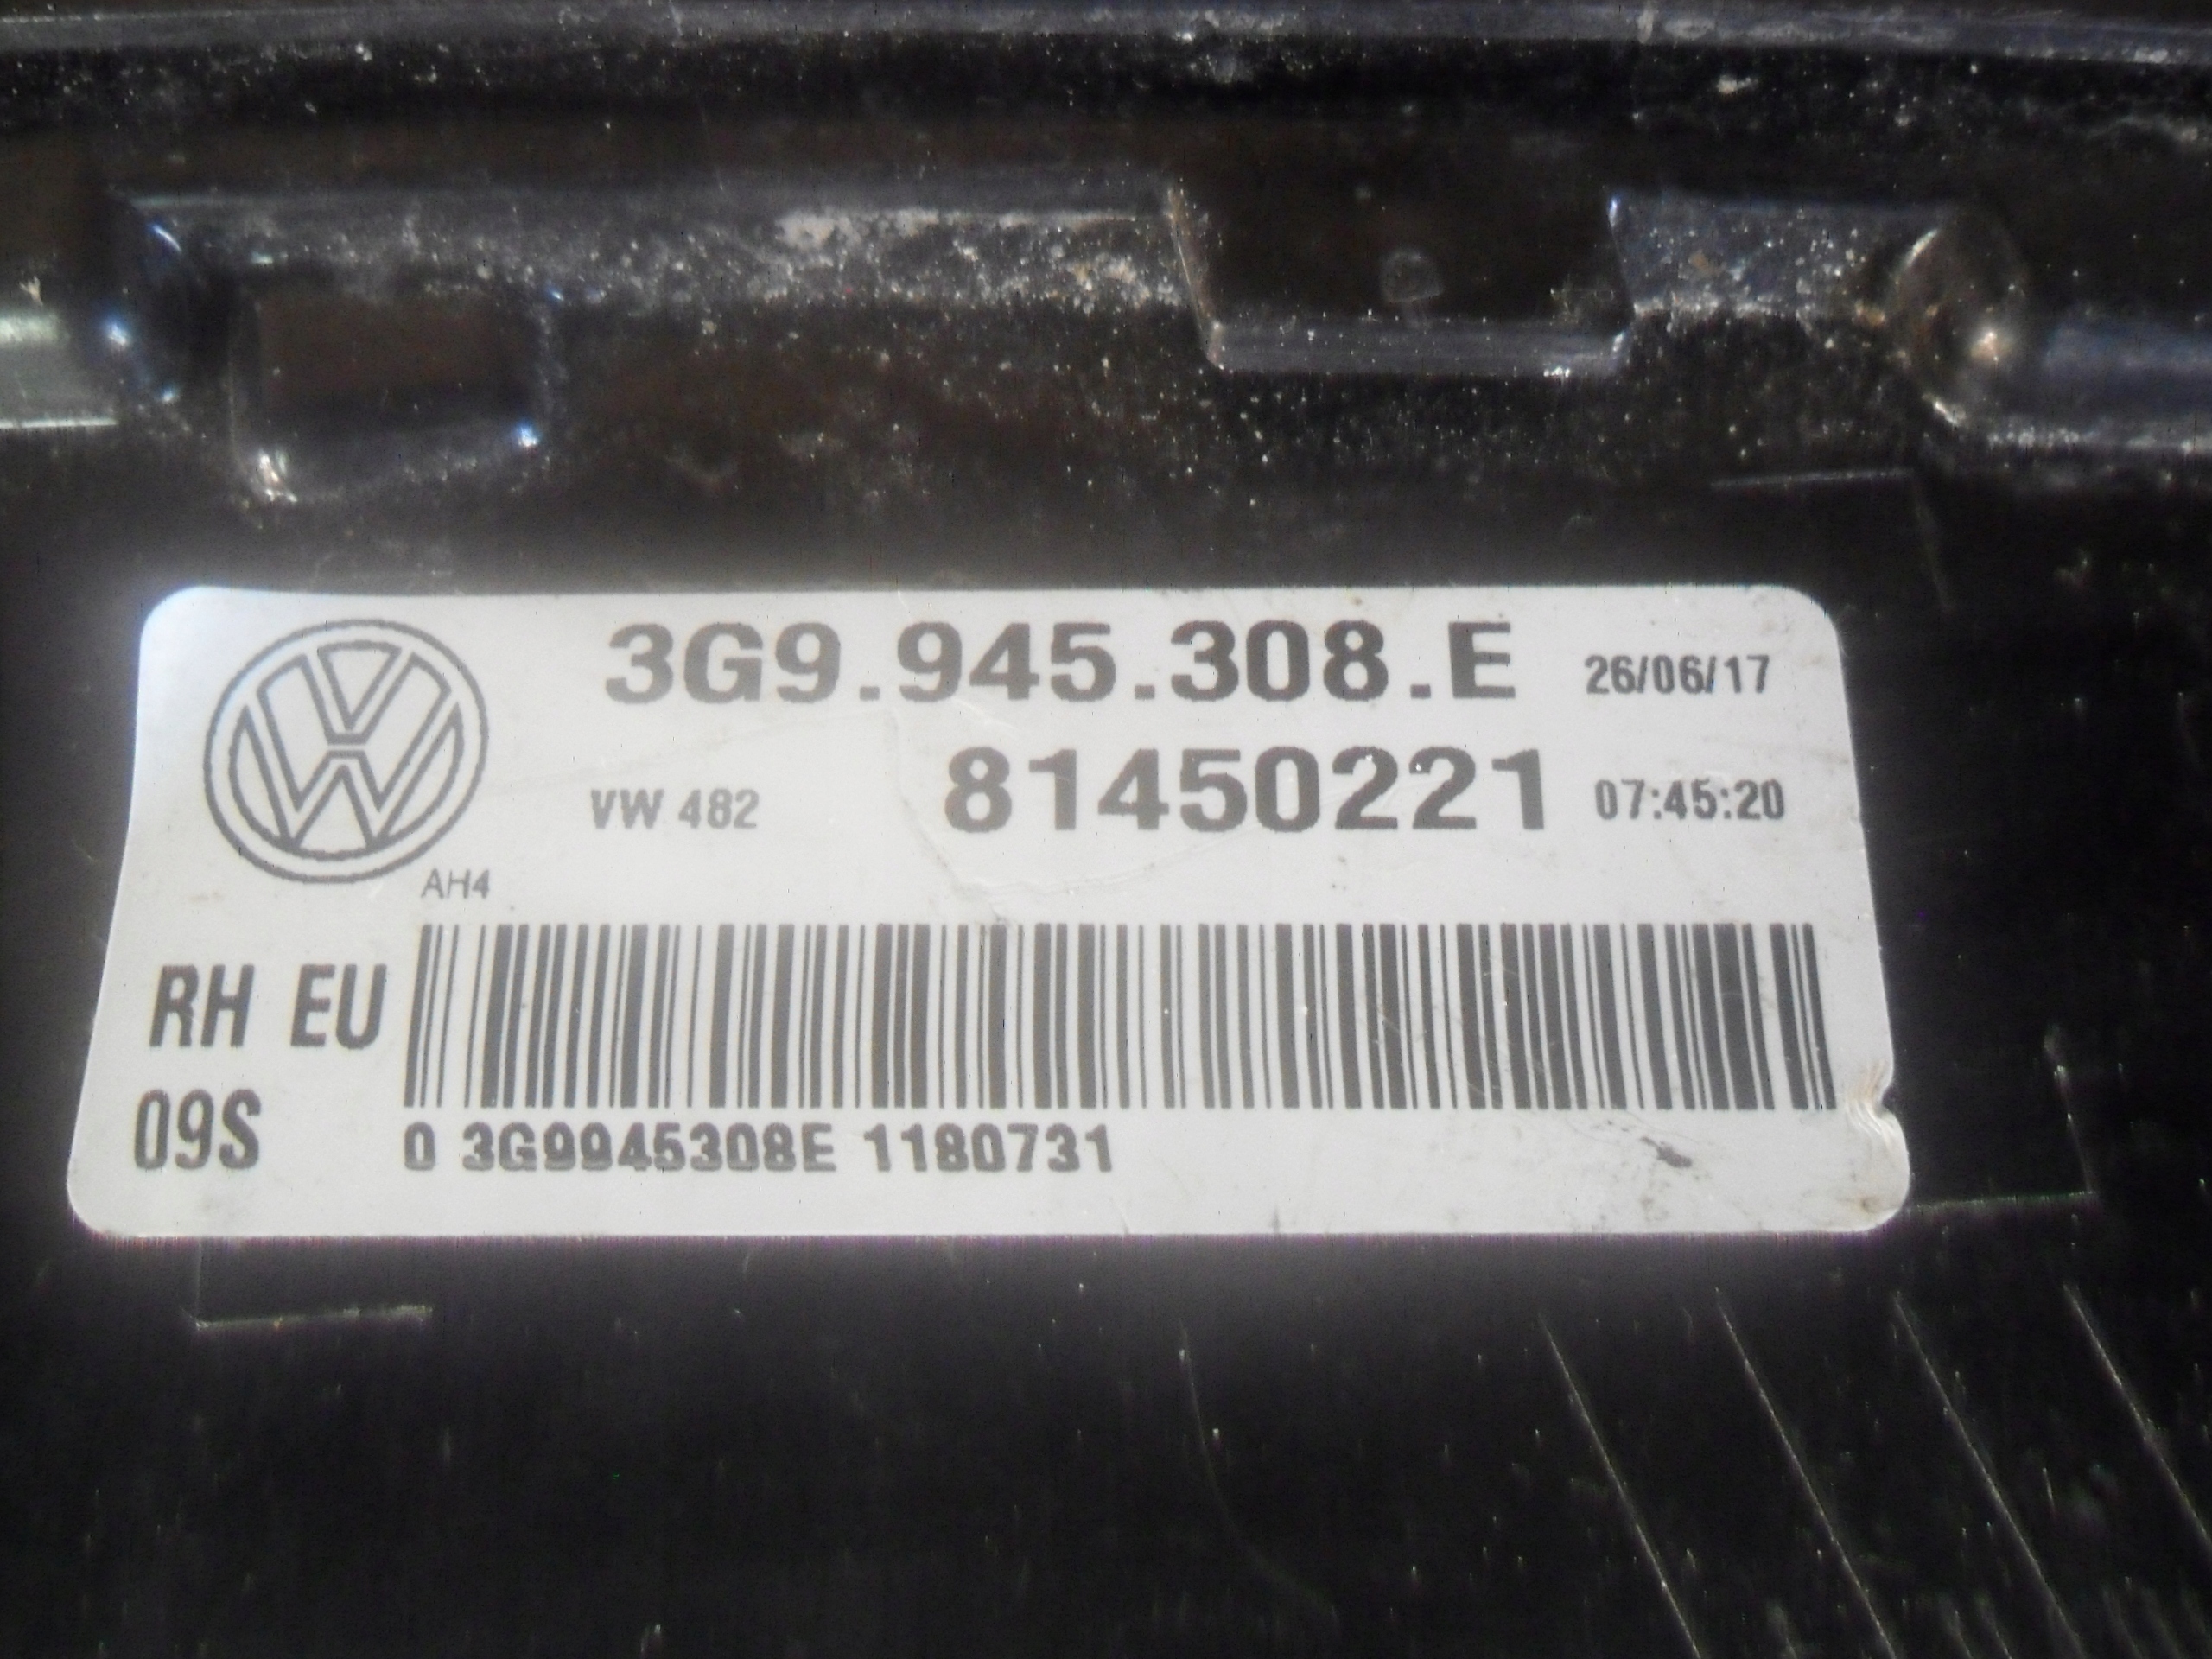 3G9.945.308.E 26/06/17
VW 482 81450221 07:45:20
AH4
RH EU
09S
0 3G9945308E 1180731